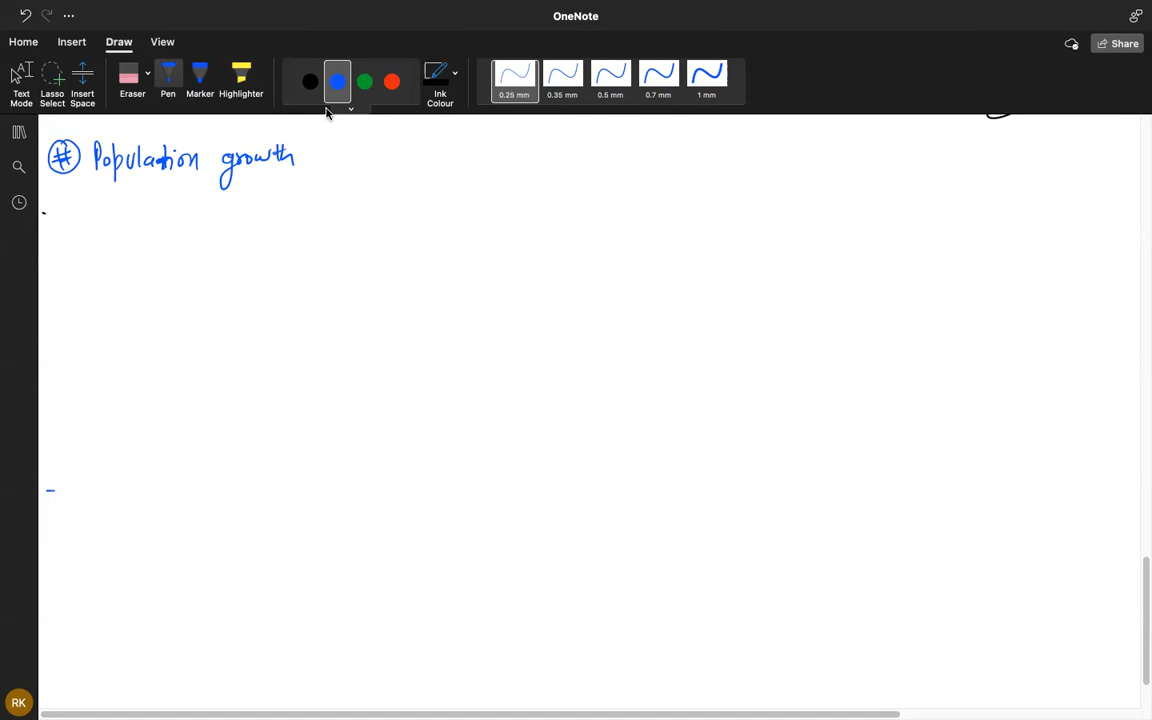 OneNote
Home Insert Draw View
Share
Text Mode
Lasso Select
Insert Space
Eraser
Pen
Marker
Highlighter
Ink Colour
0.25 mm
0.35 mm
0.5 mm
0.7 mm
1 mm
# Population growth
RK